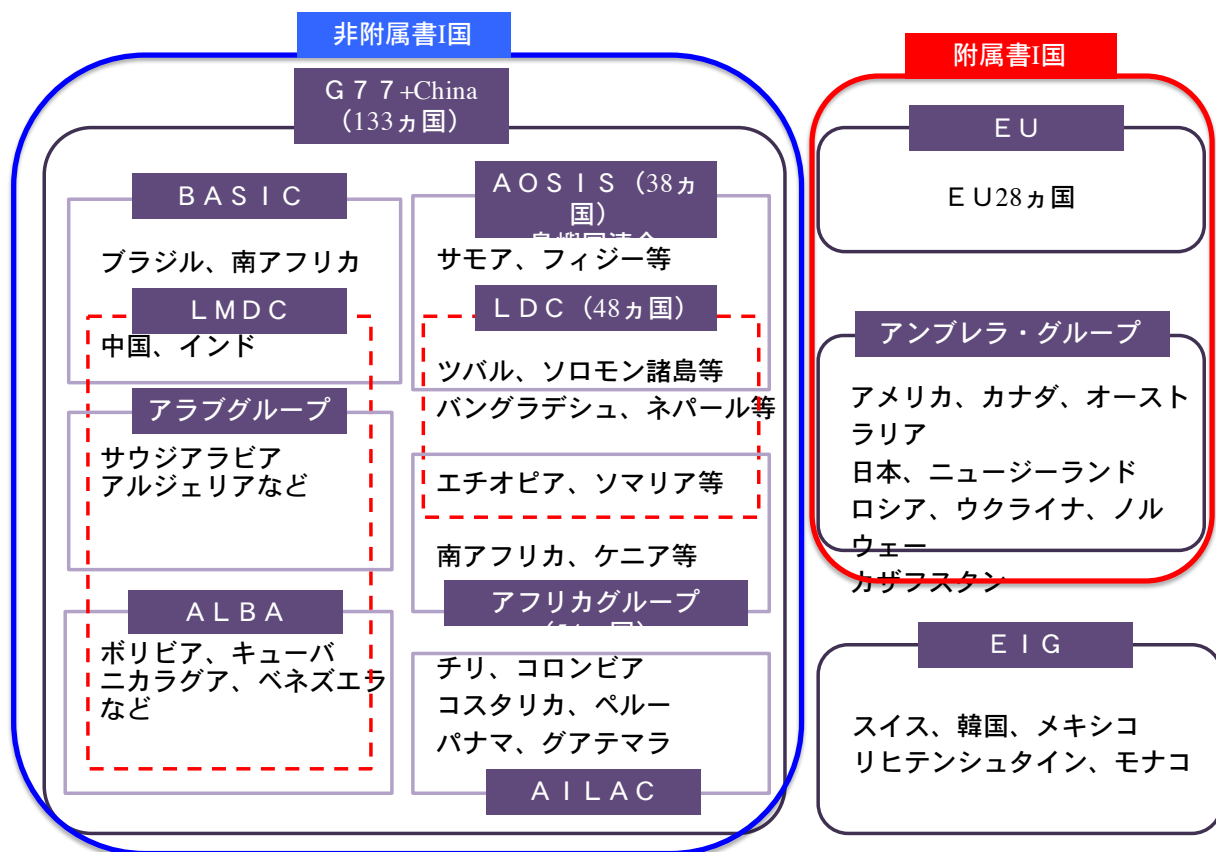 非附属書I国
附属書I国
G７７+China
（133ヵ国）
ＥＵ
ＥＵ28ヵ国
ＢＡＳＩＣ
ブラジル、南アフリカ
ＬＭＤＣ
中国、インド
アラブグループ
サウジアラビア
アルジェリアなど
ＡＬＢＡ
ボリビア、キューバ
ニカラグア、ベネズエラ
など
ＡＯＳＩＳ（38ヵ
国）
サモア、フィジー等
ＬＤＣ（48ヵ国）
ツバル、ソロモン諸島等
バングラデシュ、ネパール等
エチオピア、ソマリア等
南アフリカ、ケニア等
アフリカグループ
チリ、コロンビア
コスタリカ、ペルー
パナマ、グアテマラ
ＡＩＬＡＣ
アンブレラ・グループ
アメリカ、カナダ、オースト
ラリア
日本、ニュージーランド
ロシア、ウクライナ、ノル
ウェー
カザフスタン
ＥＩＧ
スイス、韓国、メキシコ
リヒテンシュタイン、モナコ